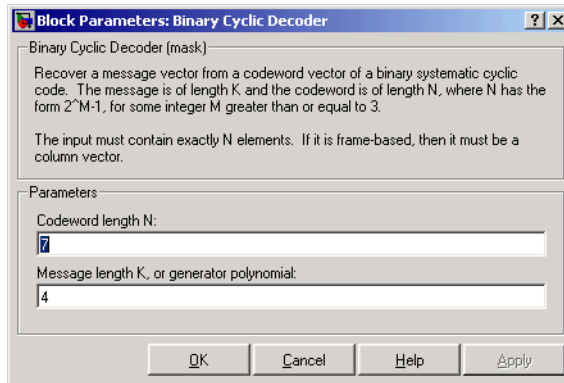 Block Parameters: Binary Cyclic Decoder
Binary Cyclic Decoder (mask)
Recover a message vector from a codeword vector of a binary systematic cyclic
code. The message is of length K and the codeword is of length N, where N has the
form 2^M-1, for some integer M greater than or equal to 3.
The input must contain exactly N elements. If it is frame-based, then it must be a
column vector.
Parameters
Codeword length N:
7
Message length K, or generator polynomial:
4
OK Cancel Help Apply